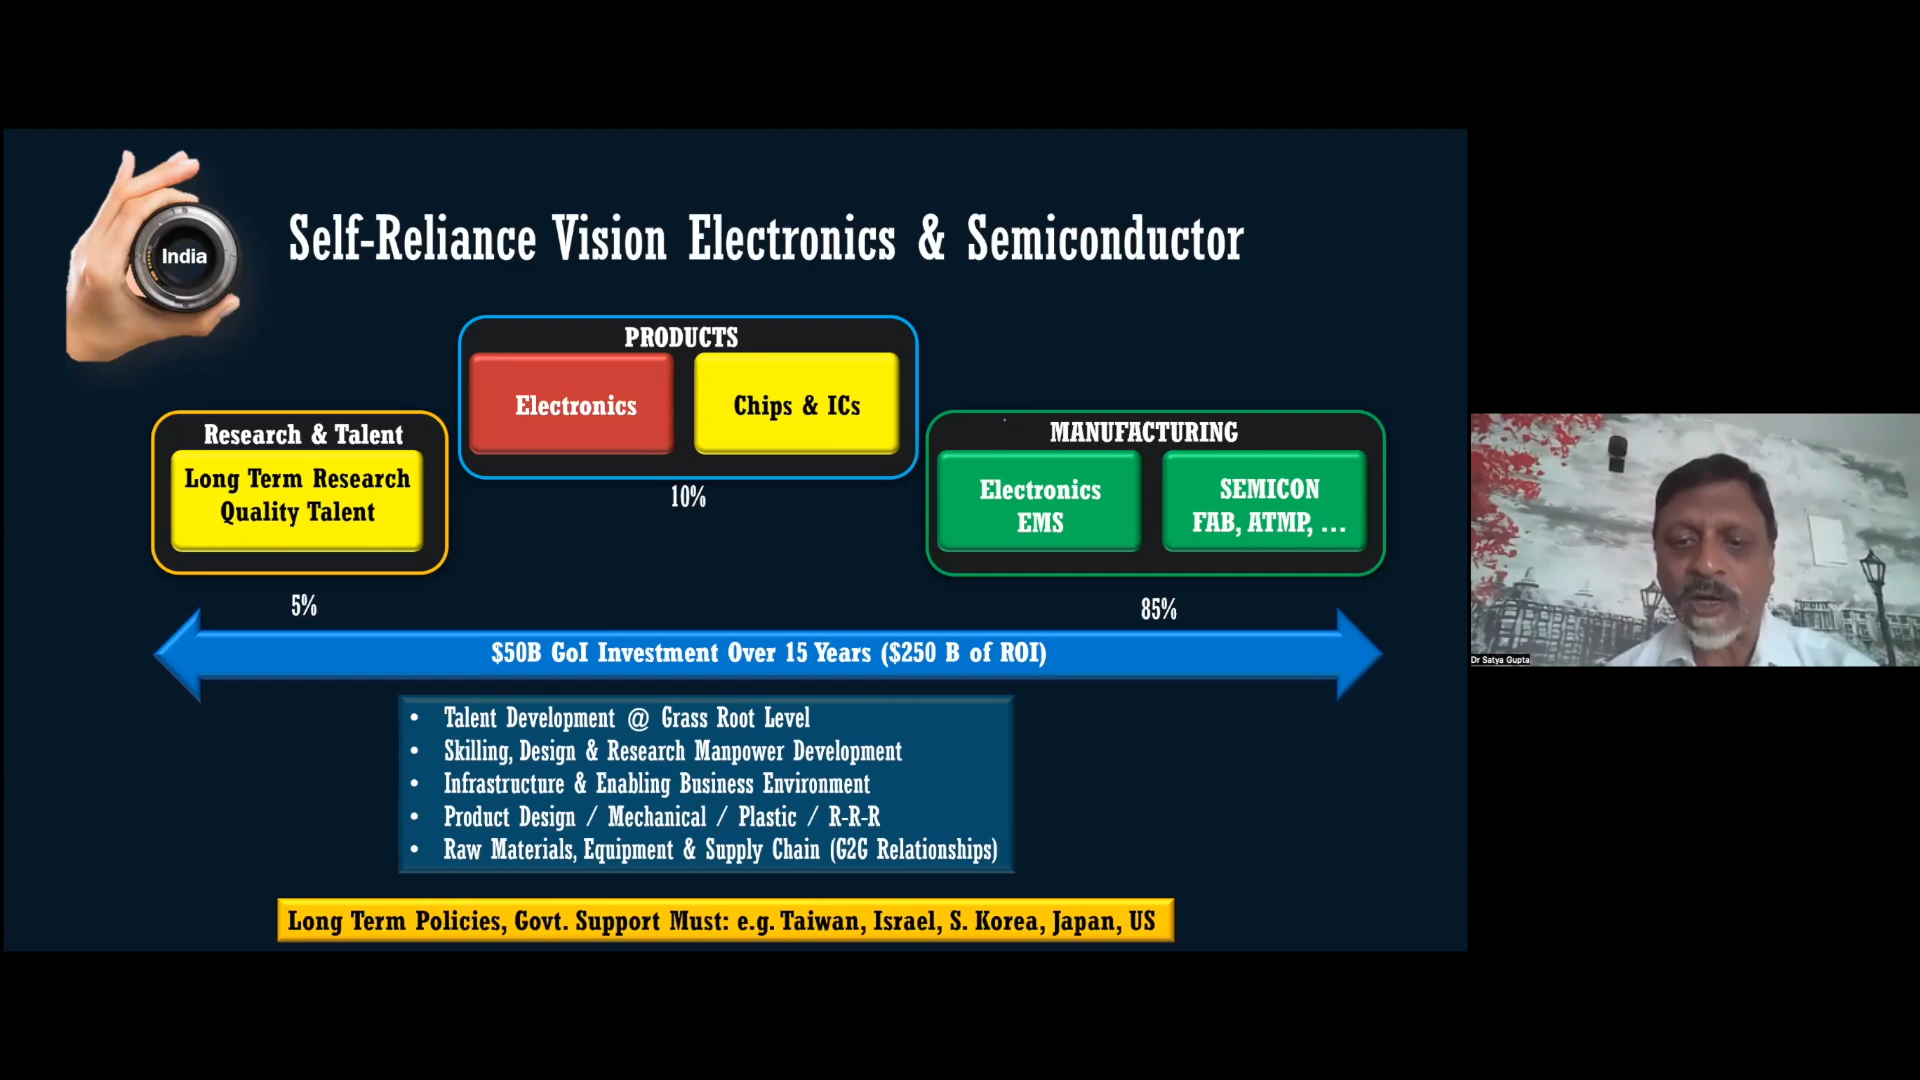 India
Self-Reliance Vision Electronics & Semiconductor
PRODUCTS
Electronics
Chips & ICs
10%
Research & Talent
Long Term Research
Quality Talent
5%
MANUFACTURING
Electronics
EMS
SEMICON
FAB, ATMP, ...
85%
$50B GoI Investment Over 15 Years ($250 B of ROI)
• Talent Development @ Grass Root Level
• Skilling, Design & Research Manpower Development
• Infrastructure & Enabling Business Environment
• Product Design / Mechanical / Plastic / R-R-R
• Raw Materials, Equipment & Supply Chain (G2G Relationships)
Long Term Policies, Govt. Support Must: e.g. Taiwan, Israel, S. Korea, Japan, US
Dr Satya Gupta